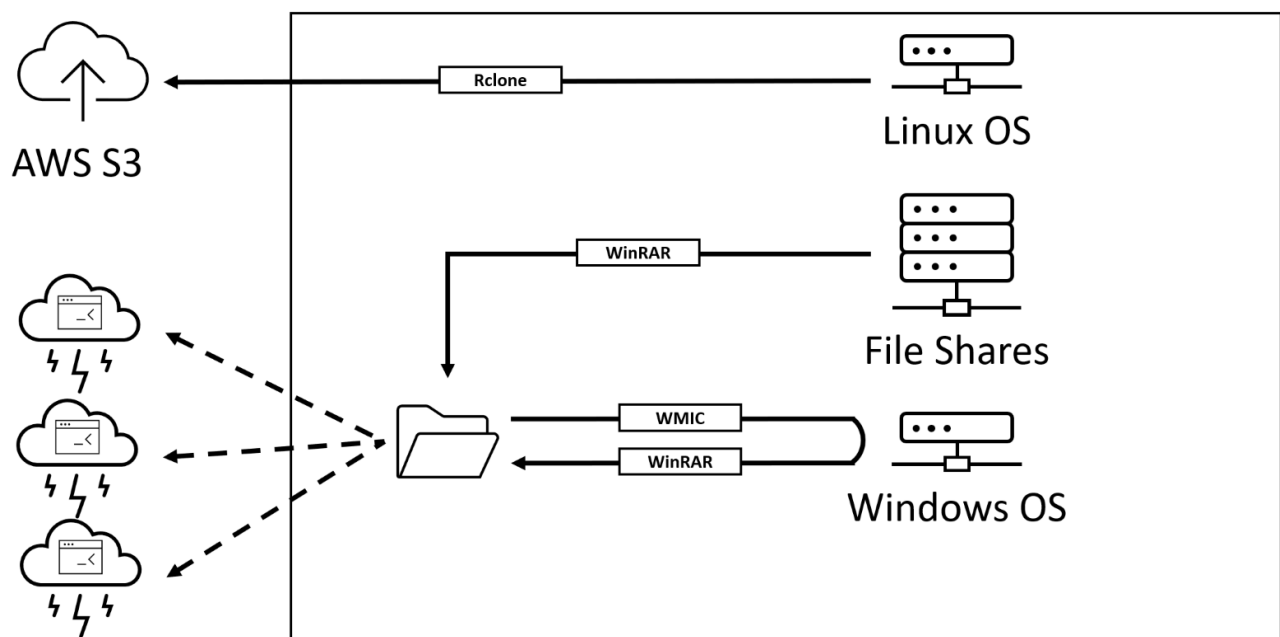 Rclone
Linux OS
AWS S3
WinRAR
File Shares
WMIC
WinRAR
Windows OS